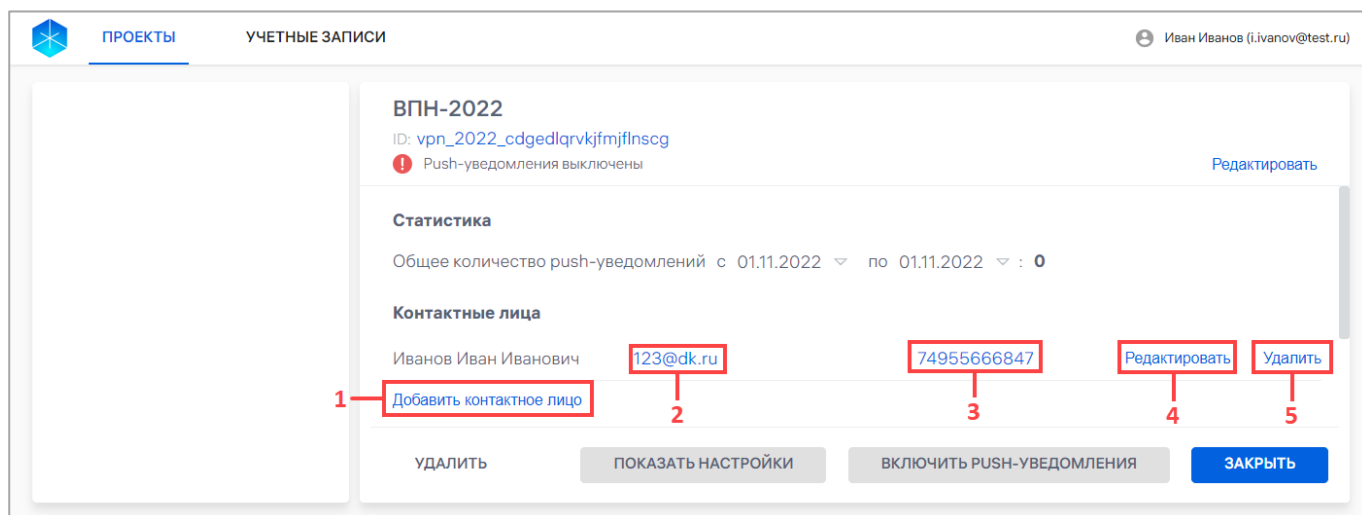 ПРОЕКТЫ УЧЕТНЫЕ ЗАПИСИ Иван Иванов (i.ivanov@test.ru)
ВПН-2022
ID: vpn_2022_cdgedlqrvkjfmjflnscg
Push-уведомления выключены Редактировать
Статистика
Общее количество push-уведомлений с 01.11.2022 по 01.11.2022 : 0
Контактные лица
Иванов Иван Иванович 123@dk.ru 74955666847 Редактировать Удалить
1 Добавить контактное лицо 2 3 4 5
УДАЛИТЬ ПОКАЗАТЬ НАСТРОЙКИ ВКЛЮЧИТЬ PUSH-УВЕДОМЛЕНИЯ ЗАКРЫТЬ